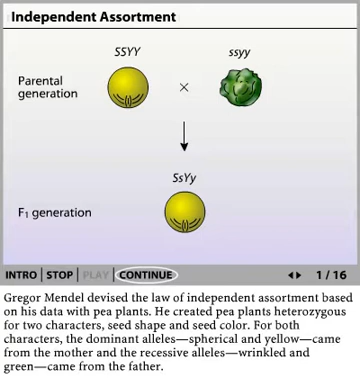 Independent Assortment
SSYY
ssyy
Parental
generation
×
SsYy
F₁ generation
INTRO | STOP | PLAY | CONTINUE
1 / 16
Gregor Mendel devised the law of independent assortment based
on his data with pea plants. He created pea plants heterozygous
for two characters, seed shape and seed color. For both
characters, the dominant alleles—spherical and yellow—came
from the mother and the recessive alleles—wrinkled and
green—came from the father.